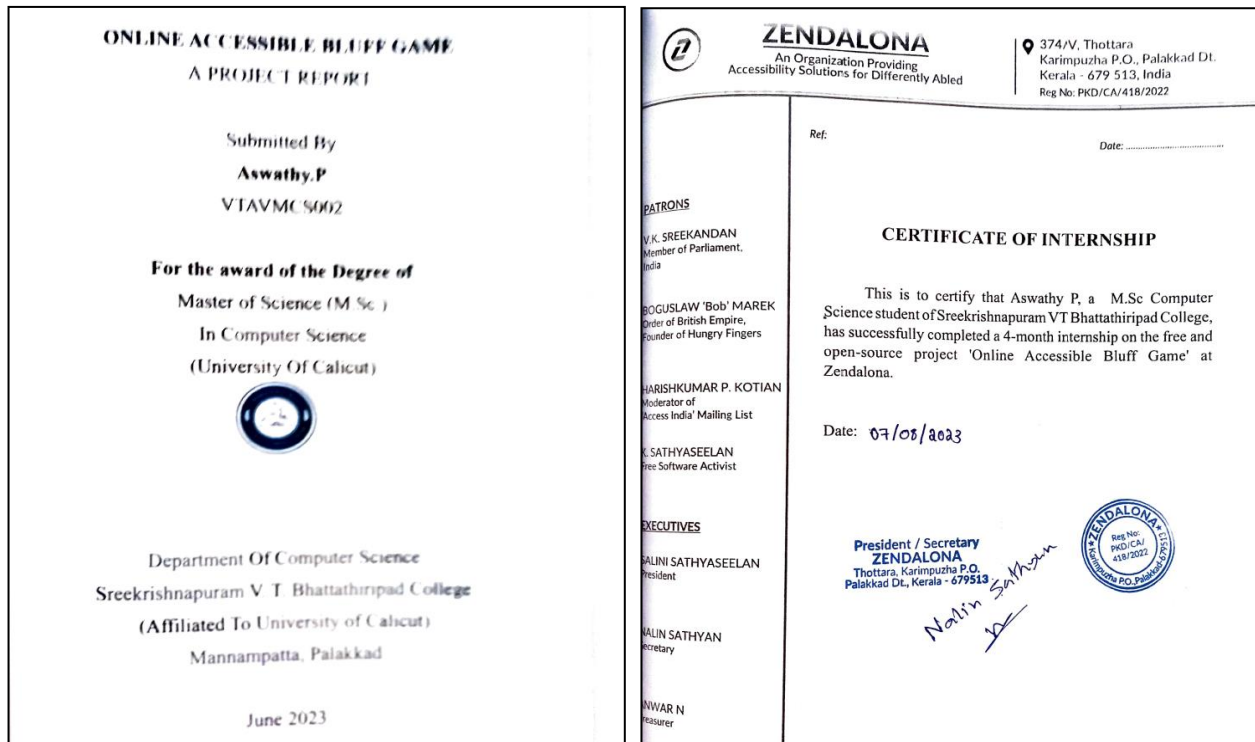 ONLINE ACCESSIBLE BLUFF GAME
A PROJECT REPORT
Submitted By
Aswathy.P
VTAVMCS002
For the award of the Degree of
Master of Science (M.Sc.)
In Computer Science
(University Of Calicut)
Department Of Computer Science
Sreekrishnapuram V. T. Bhattathiripad College
(Affiliated To University of Calicut)
Mannampatta, Palakkad
June 2023
ZENDALONA
An Organization Providing
Accessibility Solutions for Differently Abled
374/V, Thottara
Karimpuzha P.O., Palakkad Dt.
Kerala - 679 513, India
Reg No: PKD/CA/418/2022
Ref:
Date: ......................................
PATRONS
V.K. SREEKANDAN
Member of Parliament,
India
BOGUSLAW 'Bob' MAREK
Order of British Empire,
Founder of Hungry Fingers
HARISHKUMAR P. KOTIAN
Moderator of
Access India' Mailing List
K. SATHYASEELAN
Free Software Activist
EXECUTIVES
SALINI SATHYASEELAN
President
NALIN SATHYAN
Secretary
ANWAR N
Treasurer
CERTIFICATE OF INTERNSHIP
This is to certify that Aswathy P, a M.Sc Computer
Science student of Sreekrishnapuram VT Bhattathiripad College,
has successfully completed a 4-month internship on the free and
open-source project 'Online Accessible Bluff Game' at
Zendalona.
Date: 07/08/2023
President / Secretary
ZENDALONA
Thottara, Karimpuzha P.O.
Palakkad Dt., Kerala - 679513
Nalin Sathyan
ZENDALONA
Karimpuzha P.O., Palakkad-679513
Reg No:
PKD/CA/
418/2022